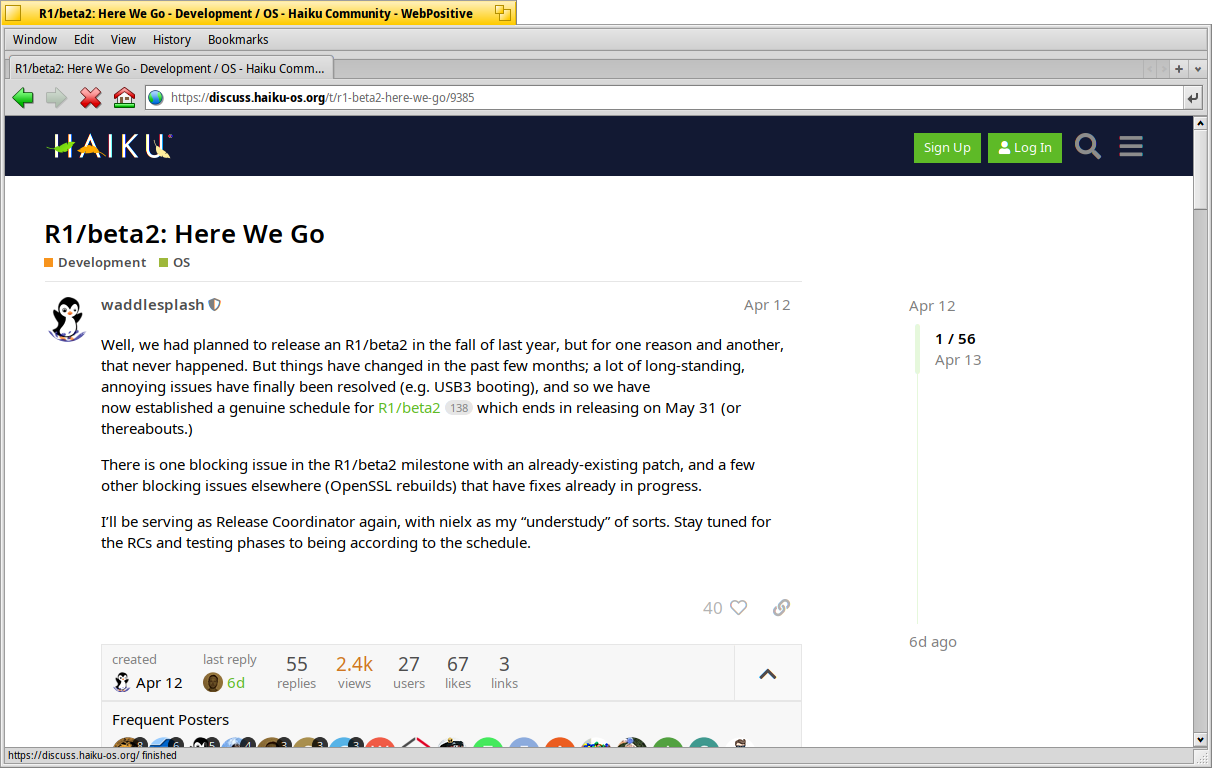 R1/beta2: Here We Go - Development / OS - Haiku Community - WebPositive
Window Edit View History Bookmarks
R1/beta2: Here We Go - Development / OS - Haiku Comm...
https://discuss.haiku-os.org/t/r1-beta2-here-we-go/9385
HAIKU®
Sign Up
Log In
R1/beta2: Here We Go
Development OS
waddlesplash
Apr 12
Well, we had planned to release an R1/beta2 in the fall of last year, but for one reason and another,
that never happened. But things have changed in the past few months; a lot of long-standing,
annoying issues have finally been resolved (e.g. USB3 booting), and so we have
now established a genuine schedule for R1/beta2 138 which ends in releasing on May 31 (or
thereabouts.)
There is one blocking issue in the R1/beta2 milestone with an already-existing patch, and a few
other blocking issues elsewhere (OpenSSL rebuilds) that have fixes already in progress.
I'll be serving as Release Coordinator again, with nielx as my “understudy” of sorts. Stay tuned for
the RCs and testing phases to being according to the schedule.
40
Apr 12
1 / 56
Apr 13
6d ago
created
Apr 12
last reply
6d
55
replies
2.4k
views
27
users
67
likes
3
links
Frequent Posters
8 6 5 4 3 3 3
https://discuss.haiku-os.org/ finished